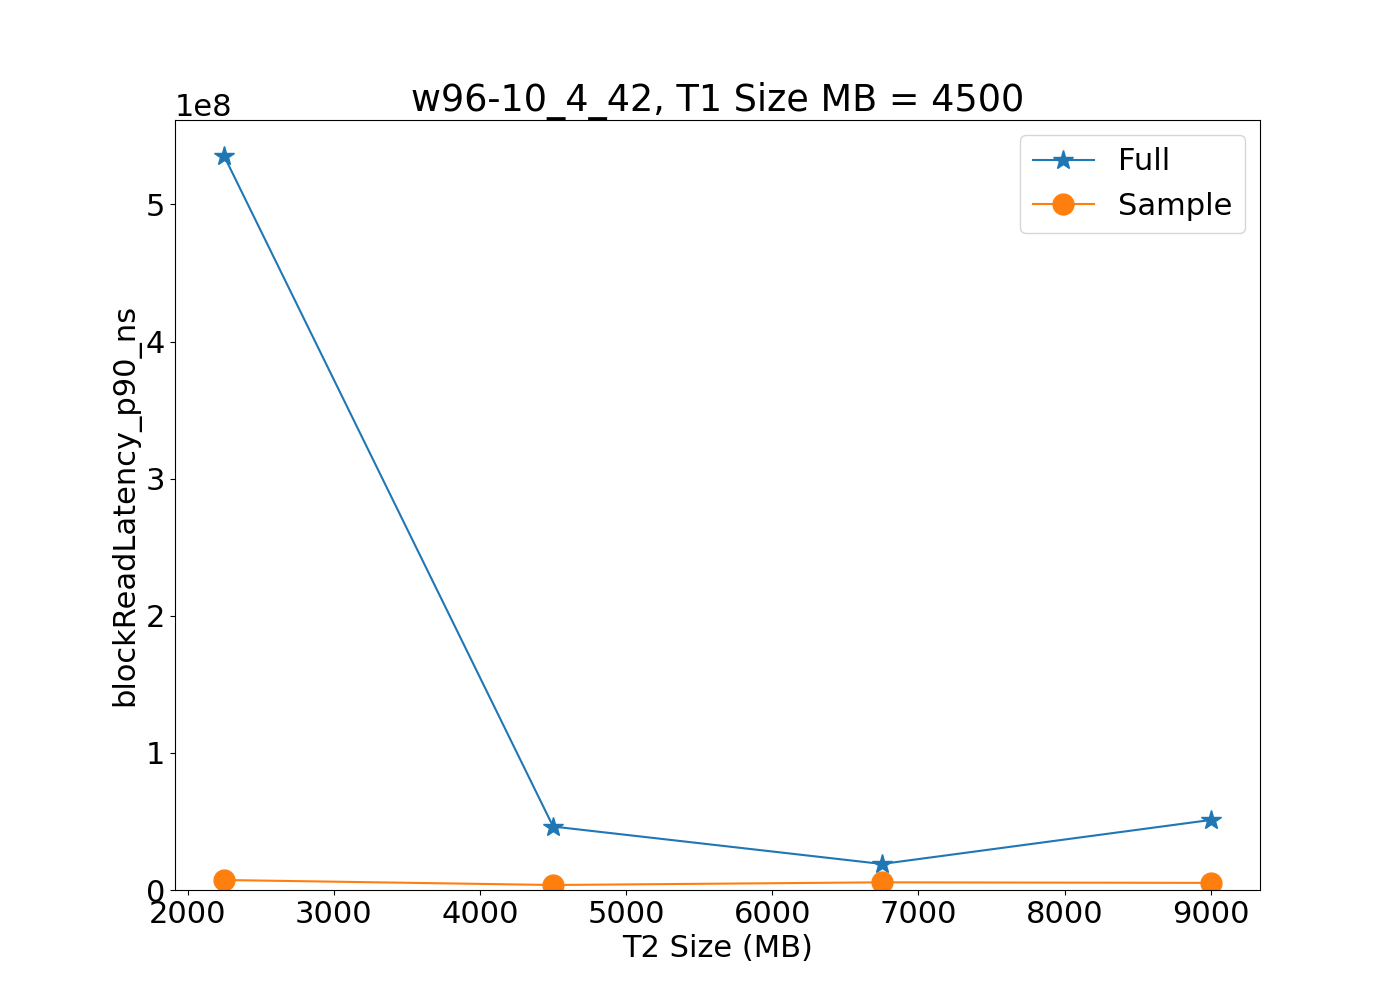 w96-10_4_42, T1 Size MB = 4500
1e8
Full
Sample
5
4
3
2
1
0
blockReadLatency_p90_ns
2000 3000 4000 5000 6000 7000 8000 9000
T2 Size (MB)